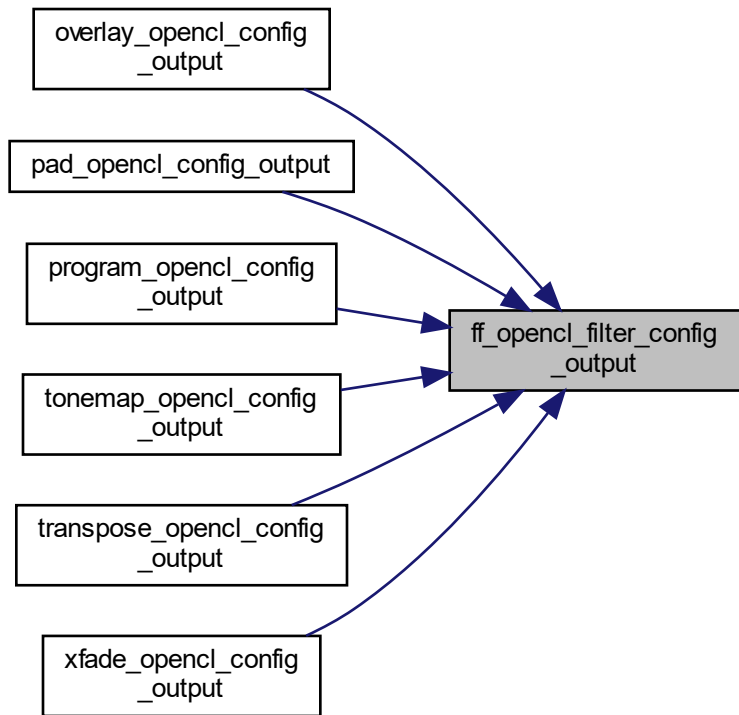 overlay_opencl_config
_output
pad_opencl_config_output
program_opencl_config
_output
ff_opencl_filter_config
_output
tonemap_opencl_config
_output
transpose_opencl_config
_output
xfade_opencl_config
_output